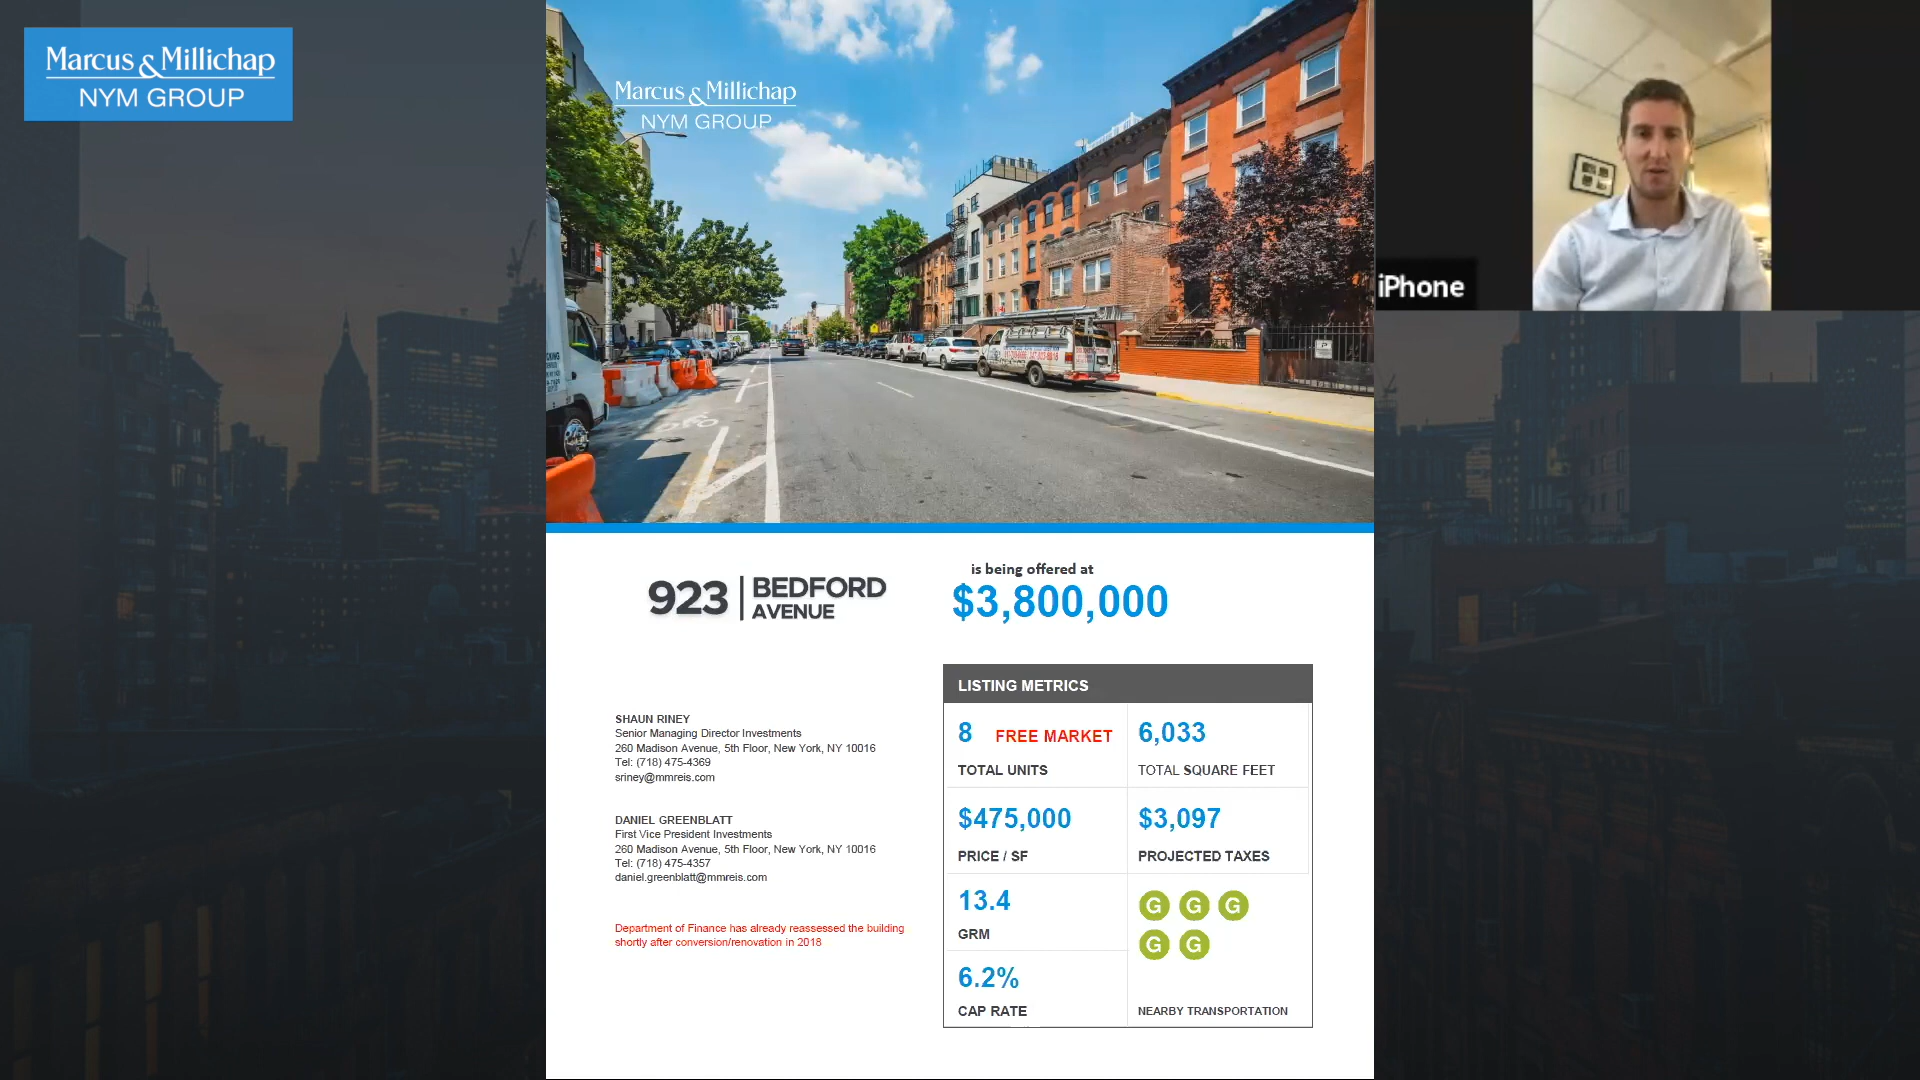 Marcus & Millichap
NYM GROUP
Marcus & Millichap
NYM GROUP
iPhone
923 | BEDFORD
AVENUE
is being offered at
$3,800,000
SHAUN RINEY
Senior Managing Director Investments
260 Madison Avenue, 5th Floor, New York, NY 10016
Tel: (718) 475-4369
sriney@mmreis.com
DANIEL GREENBLATT
First Vice President Investments
260 Madison Avenue, 5th Floor, New York, NY 10016
Tel: (718) 475-4357
daniel.greenblatt@mmreis.com
Department of Finance has already reassessed the building
shortly after conversion/renovation in 2018
LISTING METRICS
8 FREE MARKET
TOTAL UNITS
6,033
TOTAL SQUARE FEET
$475,000
PRICE / SF
$3,097
PROJECTED TAXES
13.4
GRM
G G G
G G
6.2%
CAP RATE
NEARBY TRANSPORTATION